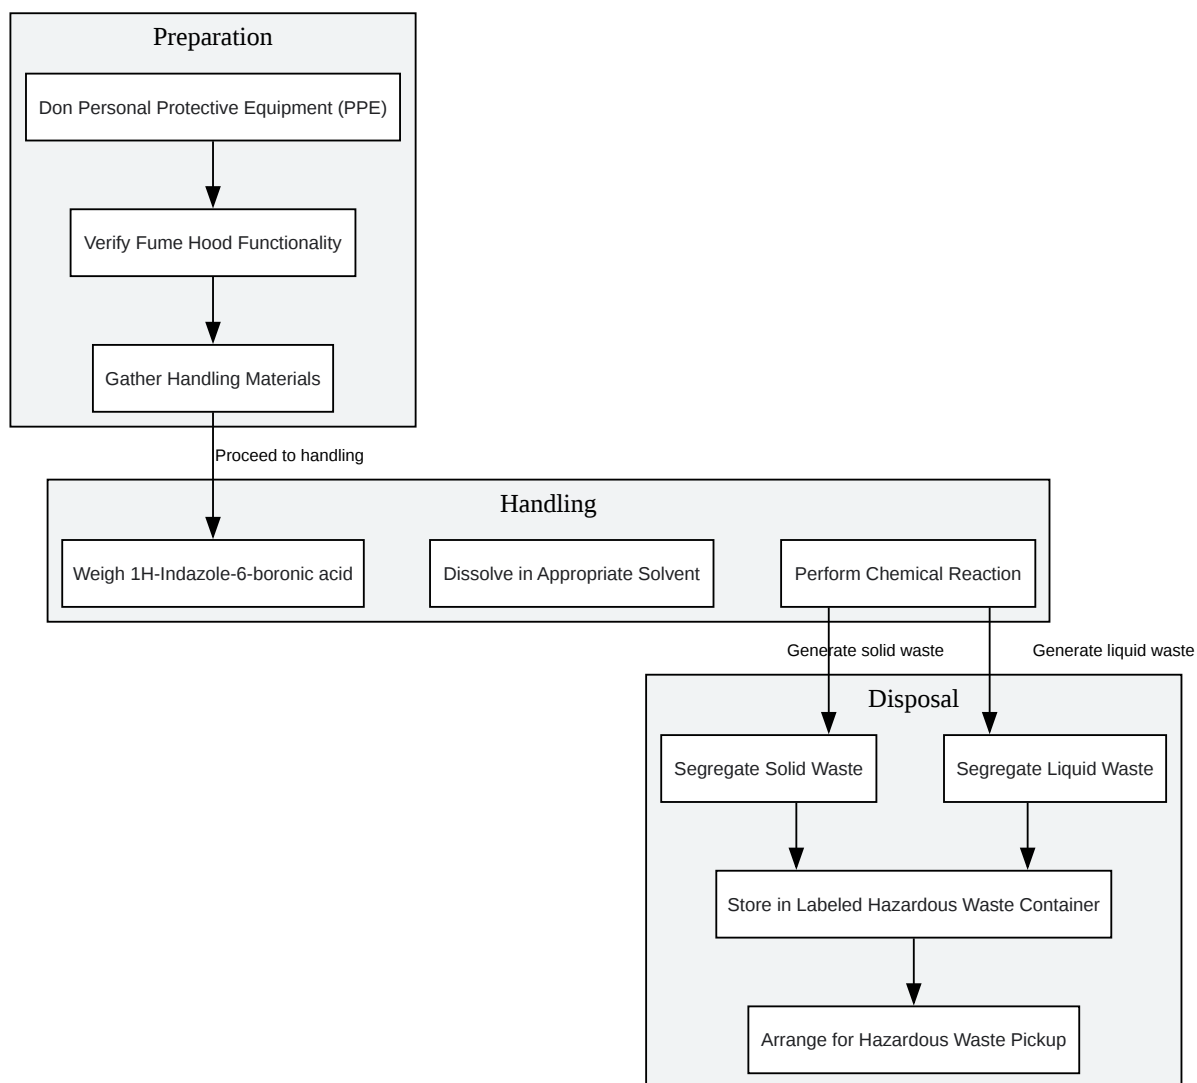 Preparation
Don Personal Protective Equipment (PPE)
Verify Fume Hood Functionality
Gather Handling Materials
Proceed to handling
Handling
Weigh 1H-Indazole-6-boronic acid
Dissolve in Appropriate Solvent
Perform Chemical Reaction
Generate solid waste
Generate liquid waste
Disposal
Segregate Solid Waste
Segregate Liquid Waste
Store in Labeled Hazardous Waste Container
Arrange for Hazardous Waste Pickup